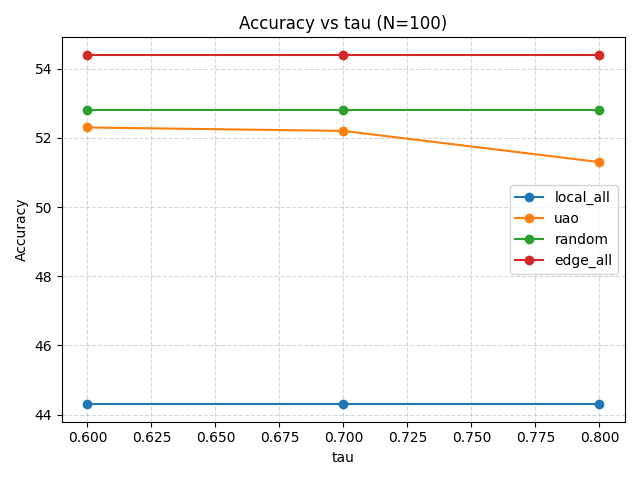 Accuracy vs tau (N=100)
Accuracy
54
52
50
48
46
44
local_all
uao
random
edge_all
0.600 0.625 0.650 0.675 0.700 0.725 0.750 0.775 0.800
tau